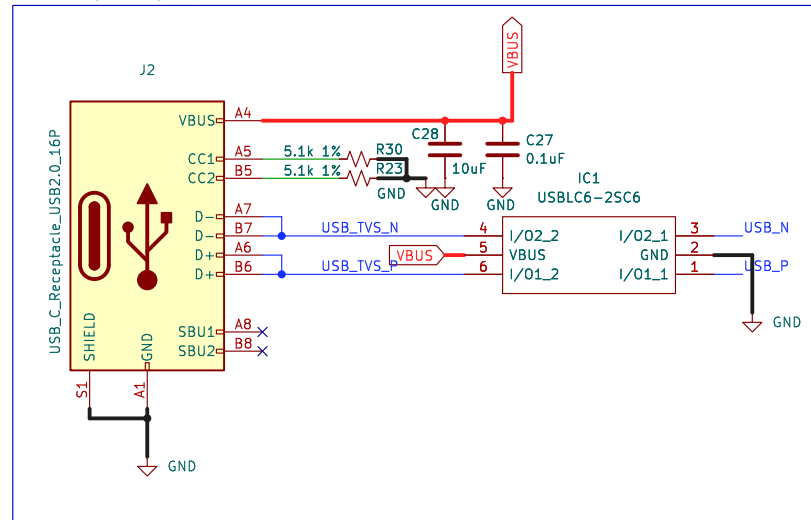 VBUS
J2
USB_C_Receptacle_USB2.0_16P
VBUS A4
CC1 A5
CC2 B5
D- A7
D- B7
D+ A6
D+ B6
SBU1 A8
SBU2 B8
SHIELD
GND
S1
A1
GND
5.1k 1% R30
5.1k 1% R23
GND
C28
10uF
GND
C27
0.1uF
GND
IC1
USBLC6-2SC6
USB_TVS_N 4 I/O2_2 I/O2_1 3 USB_N
VBUS 5 VBUS GND 2
USB_TVS_P 6 I/O1_2 I/O1_1 1 USB_P
GND